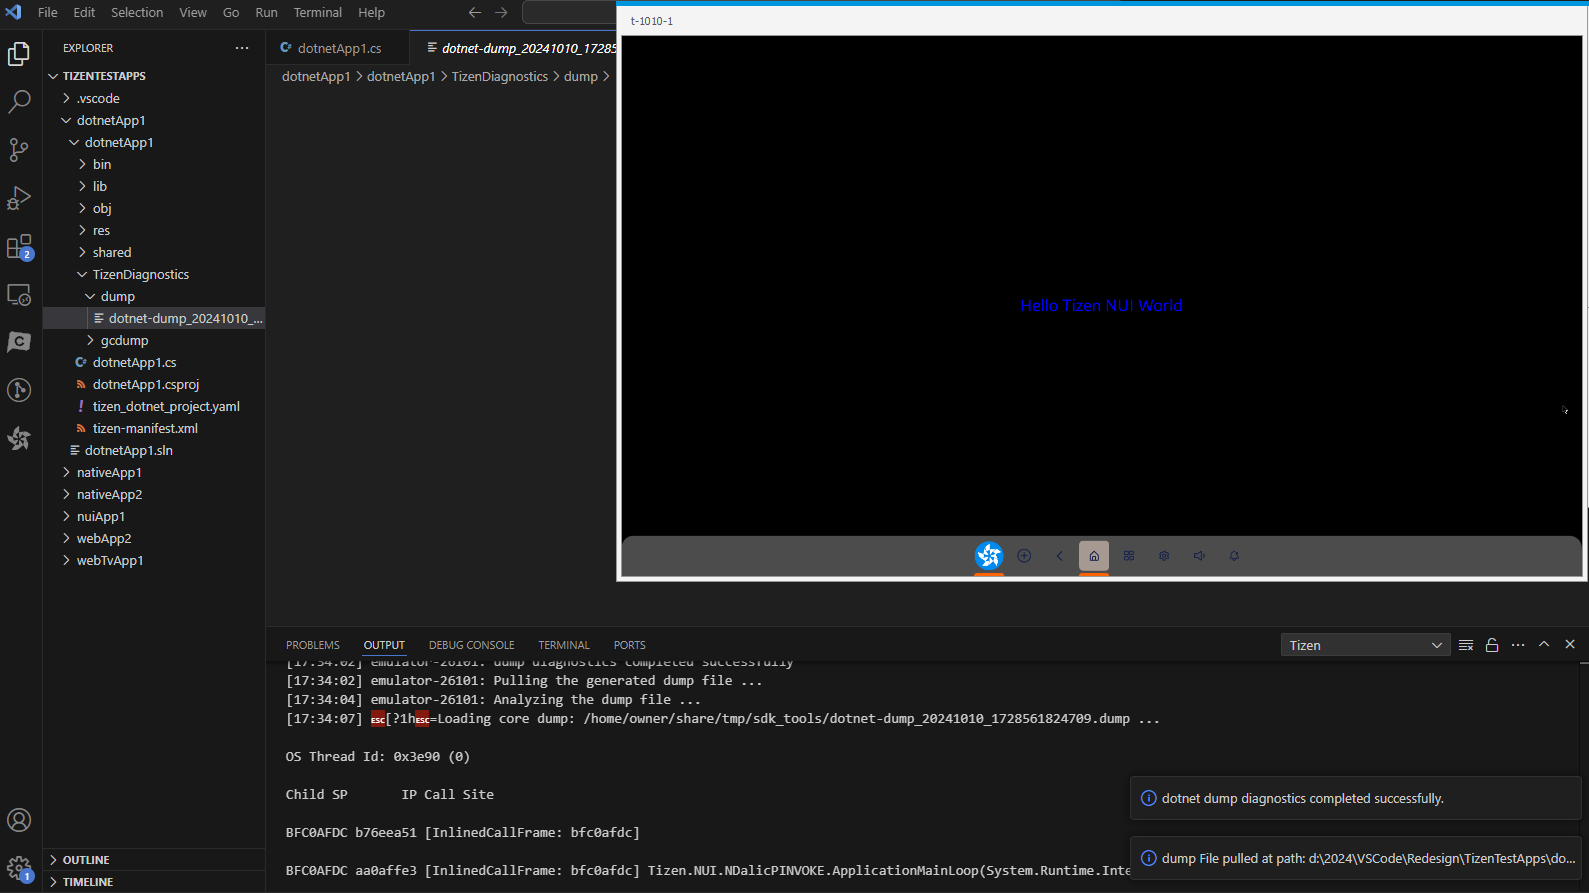 File Edit Selection View Go Run Terminal Help
t-1010-1
EXPLORER
dotnetApp1.cs
dotnet-dump_20241010_17285
TIZENTESTAPPS
dotnetApp1 > dotnetApp1 > TizenDiagnostics > dump >
.vscode
dotnetApp1
dotnetApp1
bin
lib
obj
res
2
shared
TizenDiagnostics
dump
dotnet-dump_20241010_...
gcdump
dotnetApp1.cs
dotnetApp1.csproj
tizen_dotnet_project.yaml
tizen-manifest.xml
dotnetApp1.sln
nativeApp1
nativeApp2
nuiApp1
webApp2
webTvApp1
Hello Tizen NUI World
PROBLEMS OUTPUT DEBUG CONSOLE TERMINAL PORTS
Tizen
[17:34:02] emulator-26101: dump diagnostics completed successfully
[17:34:02] emulator-26101: Pulling the generated dump file ...
[17:34:04] emulator-26101: Analyzing the dump file ...
[17:34:07] ESC[?1hESC=Loading core dump: /home/owner/share/tmp/sdk_tools/dotnet-dump_20241010_1728561824709.dump ...
OS Thread Id: 0x3e90 (0)
Child SP       IP Call Site
BFC0AFDC b76eea51 [InlinedCallFrame: bfc0afdc]
BFC0AFDC aa0affe3 [InlinedCallFrame: bfc0afdc] Tizen.NUI.NDalicPINVOKE.ApplicationMainLoop(System.Runtime.Inte
dotnet dump diagnostics completed successfully.
dump File pulled at path: d:\2024\VSCode\Redesign\TizenTestApps\do...
OUTLINE
1
TIMELINE